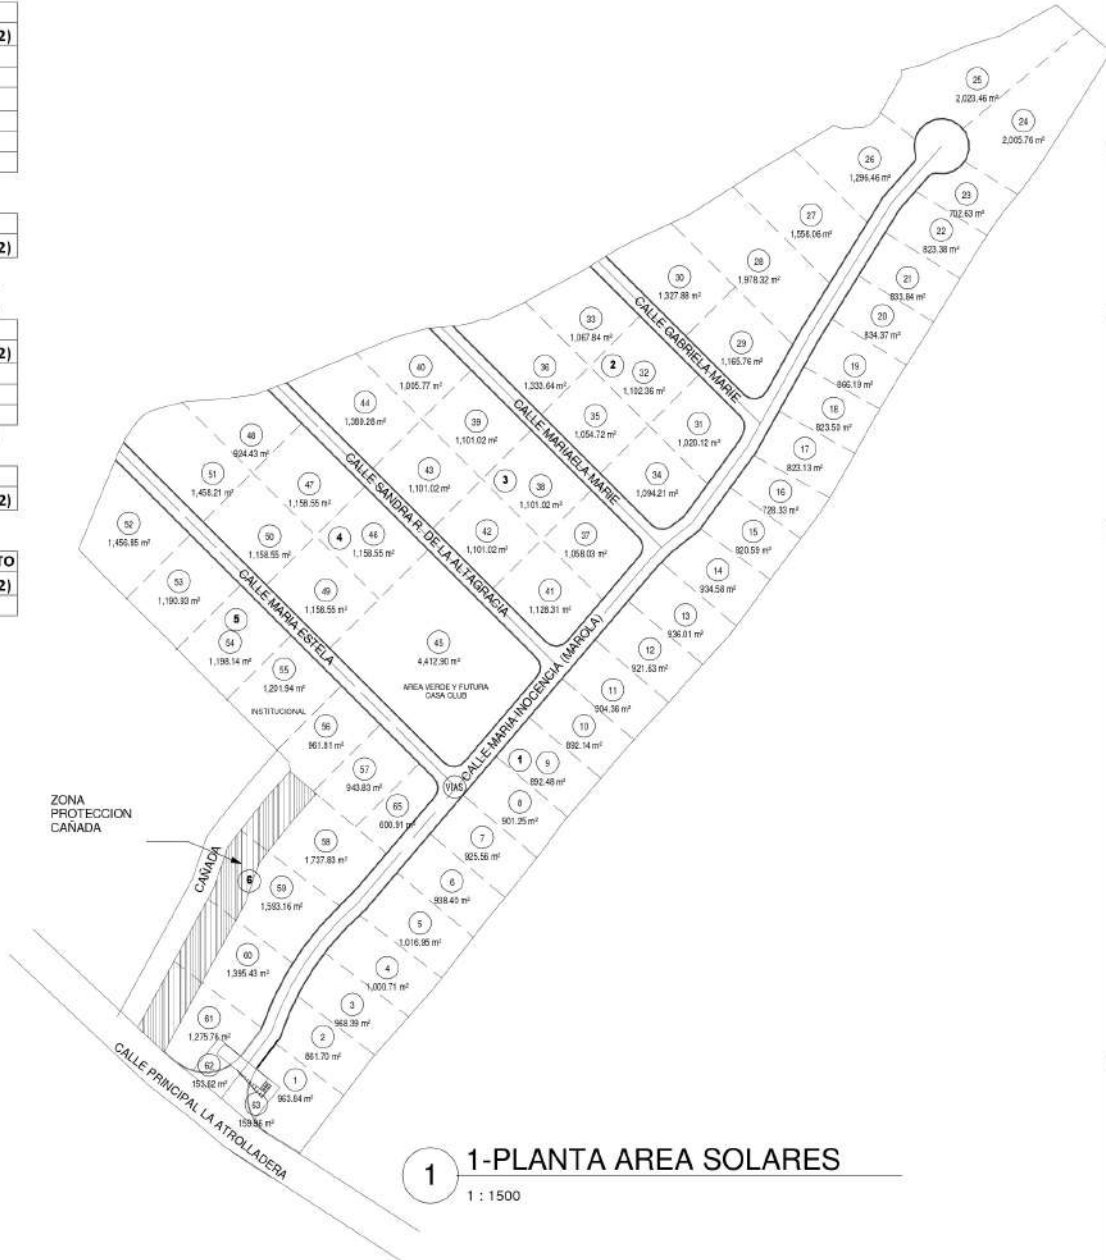 2)
2)
2)
2)
TO
2)
25
2,023.46 m²
24
2,005.76 m²
26
1,296.46 m²
23
702.63 m²
27
1,556.06 m²
22
823.38 m²
28
1,978.32 m²
21
833.84 m²
30
1,327.88 m²
20
834.37 m²
CALLE GABRIELA MARIE
33
1,067.84 m²
29
1,165.76 m²
19
866.19 m²
40
1,005.77 m²
36
1,333.64 m²
2
32
1,102.36 m²
18
823.50 m²
44
1,389.28 m²
CALLE MARIAELA MARIE
35
1,054.72 m²
31
1,020.12 m²
39
1,101.02 m²
17
823.13 m²
48
924.43 m²
CALLE SANDRA R. DE LA ALTAGRACIA
43
1,101.02 m²
3
38
1,101.02 m²
34
1,094.21 m²
16
728.33 m²
51
1,458.21 m²
47
1,158.55 m²
52
1,456.85 m²
50
1,158.55 m²
4
46
1,158.55 m²
42
1,101.02 m²
37
1,058.03 m²
15
820.59 m²
14
934.58 m²
53
1,190.93 m²
CALLE MARIA ESTELA
49
1,158.55 m²
41
1,128.31 m²
13
936.01 m²
5
54
1,198.14 m²
45
4,412.90 m²
AREA VERDE Y FUTURA
CASA CLUB
CALLE MARIA INOCENCIA (MAROLA)
12
921.63 m²
55
1,201.94 m²
INSTITUCIONAL
11
904.36 m²
56
961.81 m²
10
892.14 m²
57
943.83 m²
VIAS
1
9
892.48 m²
65
600.91 m²
8
901.25 m²
ZONA
PROTECCION
CAÑADA
58
1,737.83 m²
7
925.56 m²
CAÑADA
6
59
1,593.16 m²
6
938.40 m²
5
1,016.95 m²
60
1,395.43 m²
4
1,000.71 m²
61
1,275.76 m²
3
968.39 m²
2
861.70 m²
62
153.62 m²
1
963.84 m²
63
CALLE PRINCIPAL LA ATROLLADERA
1
1-PLANTA AREA SOLARES
1 : 1500